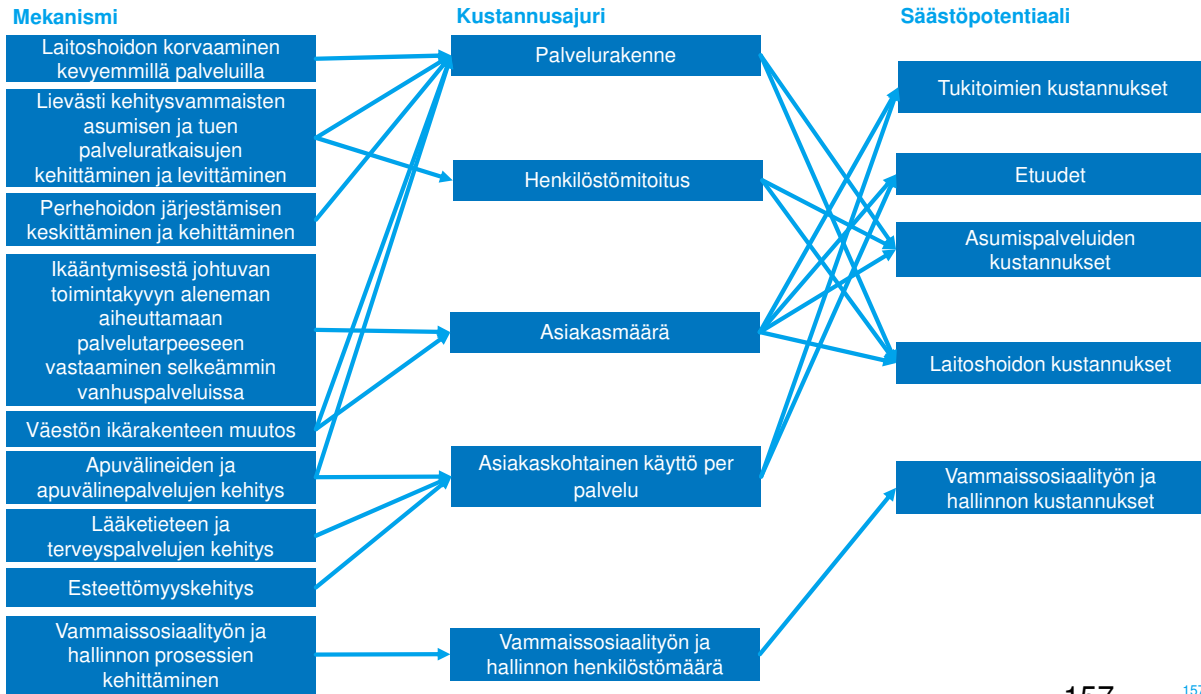 Mekanismi
Laitoshoidon korvaaminen
kevyemmillä palveluilla
Lievästi kehitysvammaisten
asumisen ja tuen
palveluratkaisujen
kehittäminen ja levittäminen
Perhehoidon järjestämisen
keskittäminen ja kehittäminen
Ikääntymisestä johtuvan
toimintakyvyn aleneman
aiheuttamaan
palvelutarpeeseen
vastaaminen selkeämmin
vanhuspalveluissa
Väestön ikärakenteen muutos
Apuvälineiden ja
apuvälinepalvelujen kehitys
Lääketieteen ja
terveyspalvelujen kehitys
Esteettömyyskehitys
Vammaissosiaalityön ja
hallinnon prosessien
kehittäminen
Kustannusajuri
Palvelurakenne
Henkilöstömitoitus
Asiakasmäärä
Asiakaskohtainen käyttö per
palvelu
Vammaissosiaalityön ja
hallinnon henkilöstömäärä
Säästöpotentiaali
Tukitoimien kustannukset
Etuudet
Asumispalveluiden
kustannukset
Laitoshoidon kustannukset
Vammaissosiaalityön ja
hallinnon kustannukset
157
157